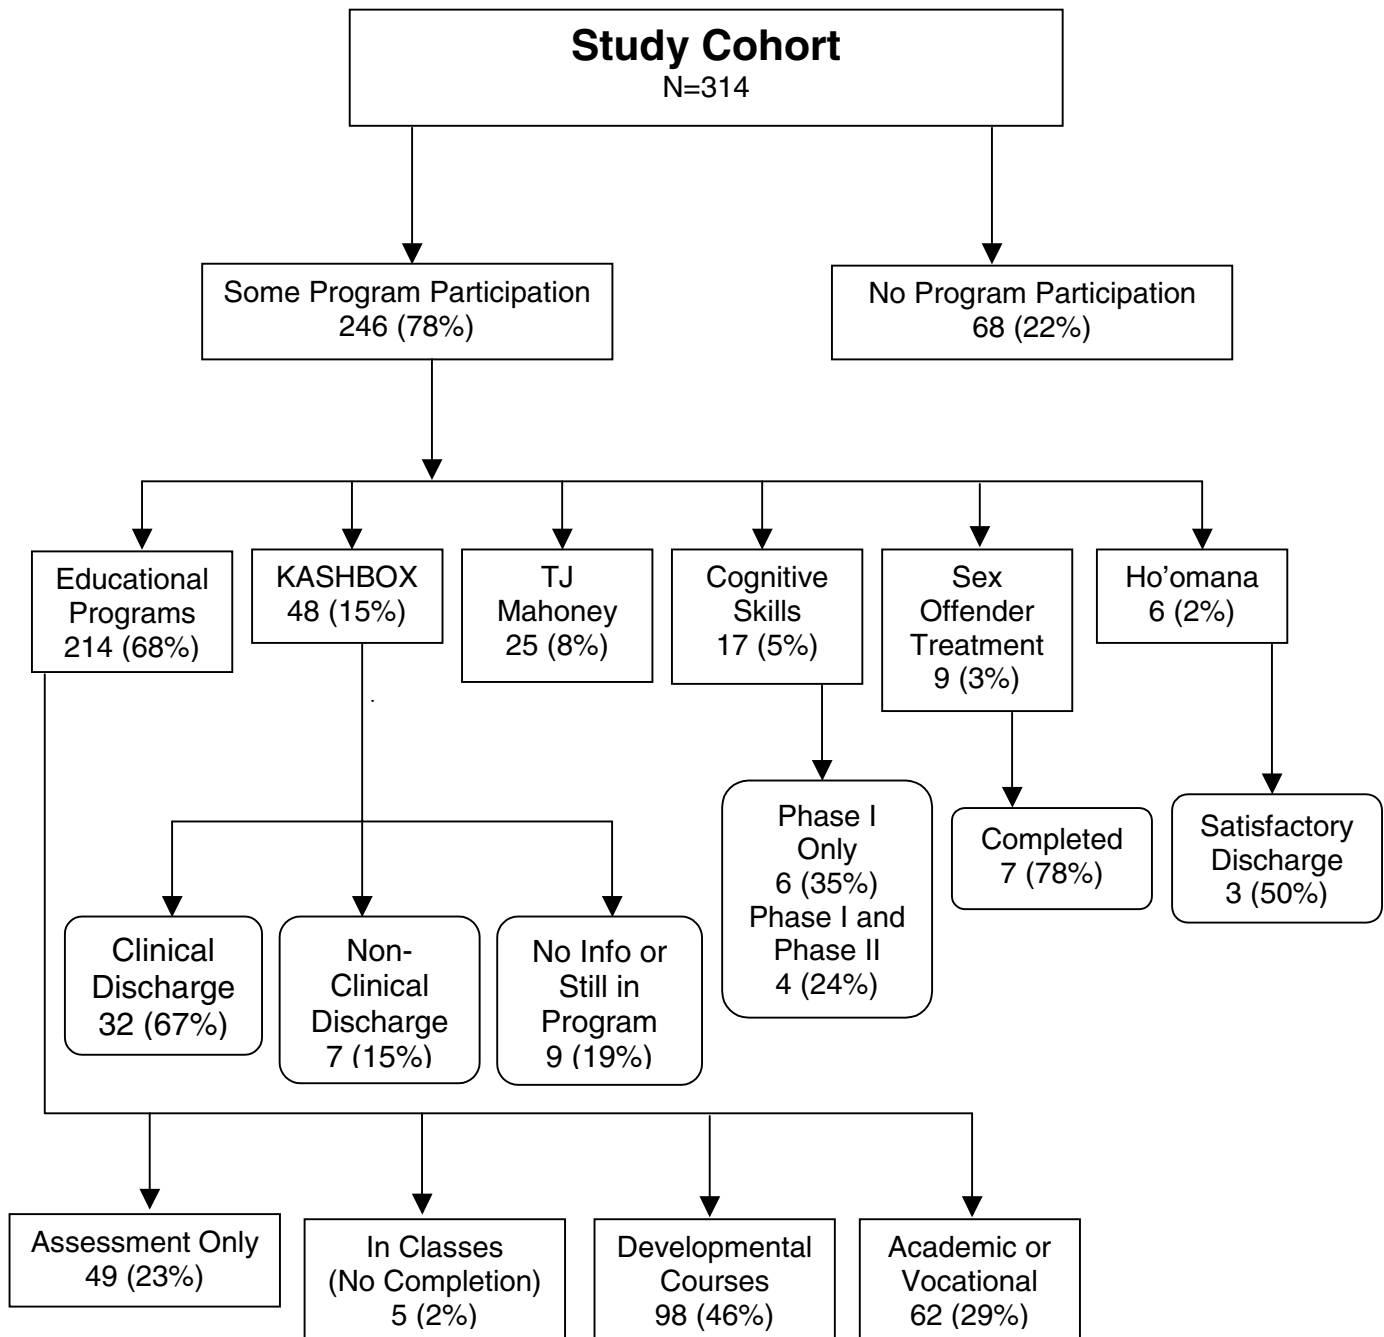 Study Cohort
N=314
Some Program Participation
246 (78%)
No Program Participation
68 (22%)
Educational
Programs
214 (68%)
KASHBOX
48 (15%)
TJ
Mahoney
25 (8%)
Cognitive
Skills
17 (5%)
Sex
Offender
Treatment
9 (3%)
Ho’omana
6 (2%)
Phase I
Only
6 (35%)
Phase I and
Phase II
4 (24%)
Completed
7 (78%)
Satisfactory
Discharge
3 (50%)
Clinical
Discharge
32 (67%)
Non-
Clinical
Discharge
7 (15%)
No Info or
Still in
Program
9 (19%)
Assessment Only
49 (23%)
In Classes
(No Completion)
5 (2%)
Developmental
Courses
98 (46%)
Academic or
Vocational
62 (29%)